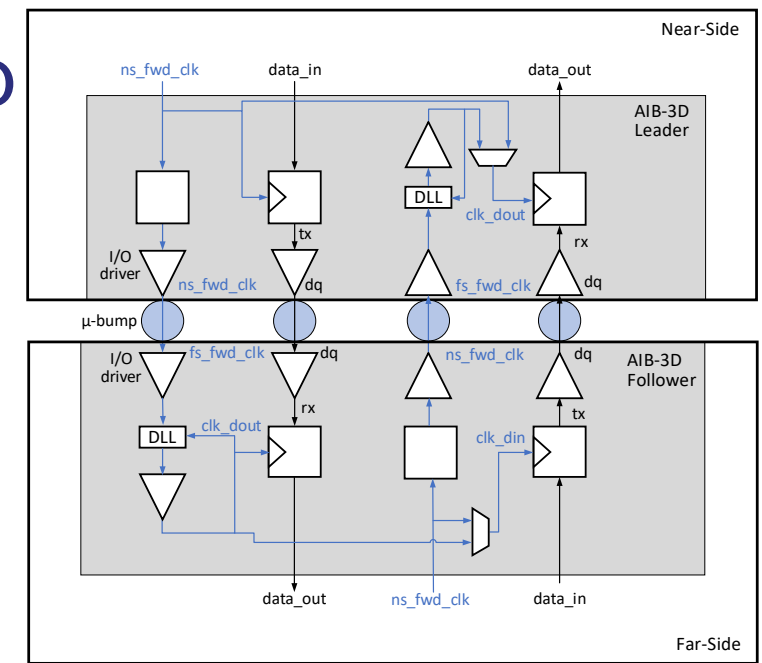 Near-Side
ns_fwd_clk data_in data_out
AIB-3D
Leader
DLL
clk_dout
tx
rx
I/O
driver
ns_fwd_clk dq fs_fwd_clk dq
μ-bump
I/O
driver
fs_fwd_clk dq ns_fwd_clk dq
AIB-3D
Follower
rx
tx
DLL
clk_dout
clk_din
data_out ns_fwd_clk data_in
Far-Side